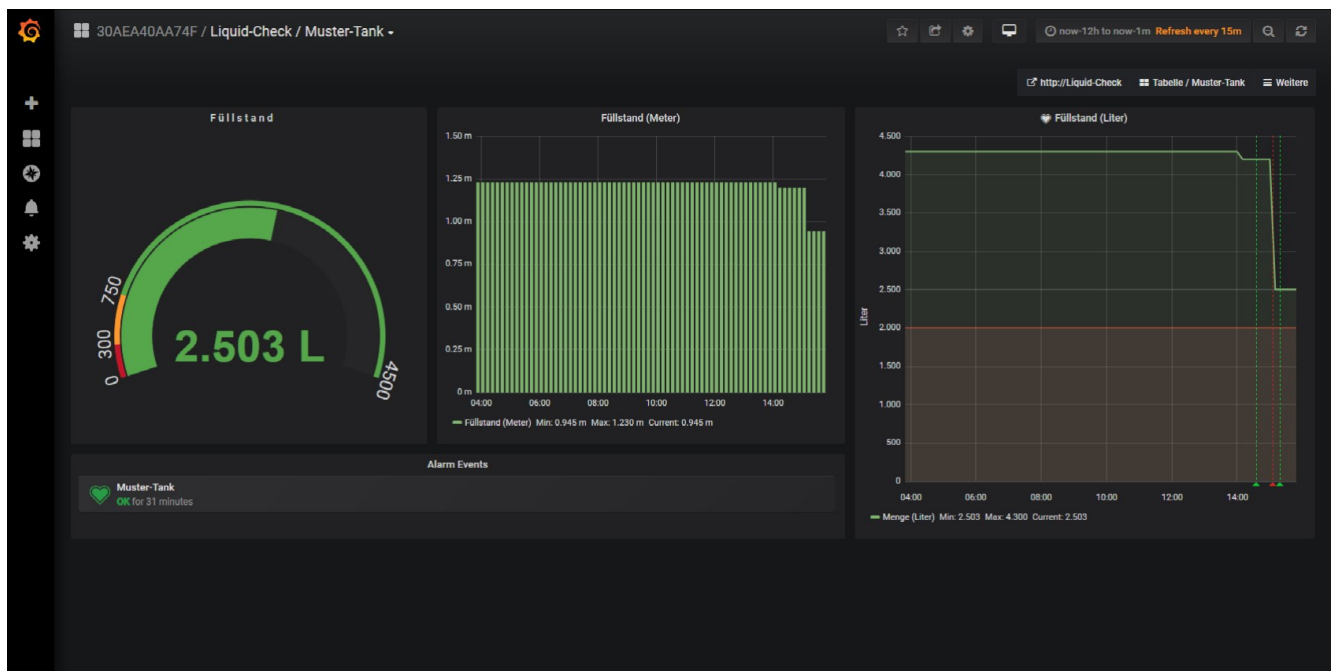 30AEA40AA74F / Liquid-Check / Muster-Tank
now-12h to now-1m Refresh every 15m
http://Liquid-Check
Tabelle / Muster-Tank
Weitere
Füllstand
0
300
750
4500
2.503 L
Füllstand (Meter)
1.50 m
1.25 m
1.00 m
0.75 m
0.50 m
0.25 m
0 m
04:00 06:00 08:00 10:00 12:00 14:00
Füllstand (Meter) Min: 0.945 m Max: 1.230 m Current: 0.945 m
Füllstand (Liter)
Liter
4.500
4.000
3.500
3.000
2.500
2.000
1.500
1.000
500
0
04:00 06:00 08:00 10:00 12:00 14:00
Menge (Liter) Min: 2.503 Max: 4.300 Current: 2.503
Alarm Events
Muster-Tank
OK for 31 minutes